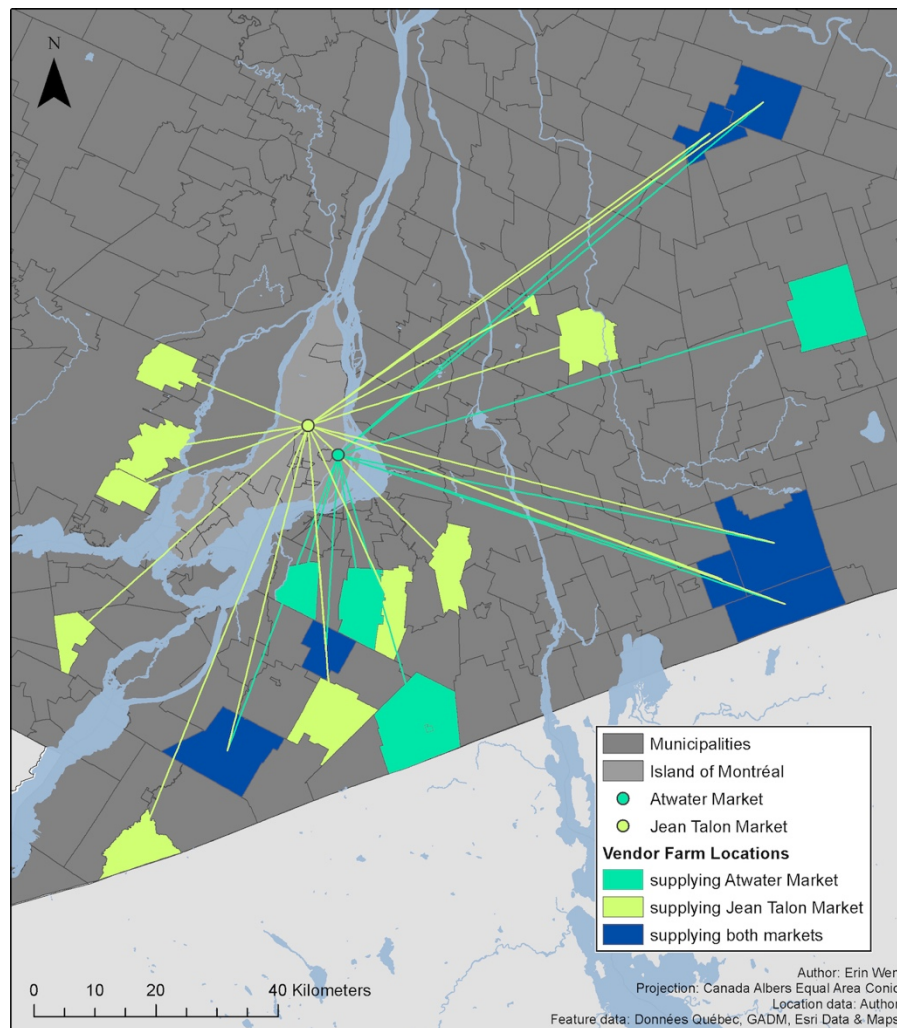 N
Municipalities
Island of Montréal
Atwater Market
Jean Talon Market
Vendor Farm Locations
supplying Atwater Market
supplying Jean Talon Market
supplying both markets
0 10 20 40 Kilometers
Author: Erin Wen
Projection: Canada Albers Equal Area Conic
Location data: Author
Feature data: Données Québec, GADM, Esri Data & Maps